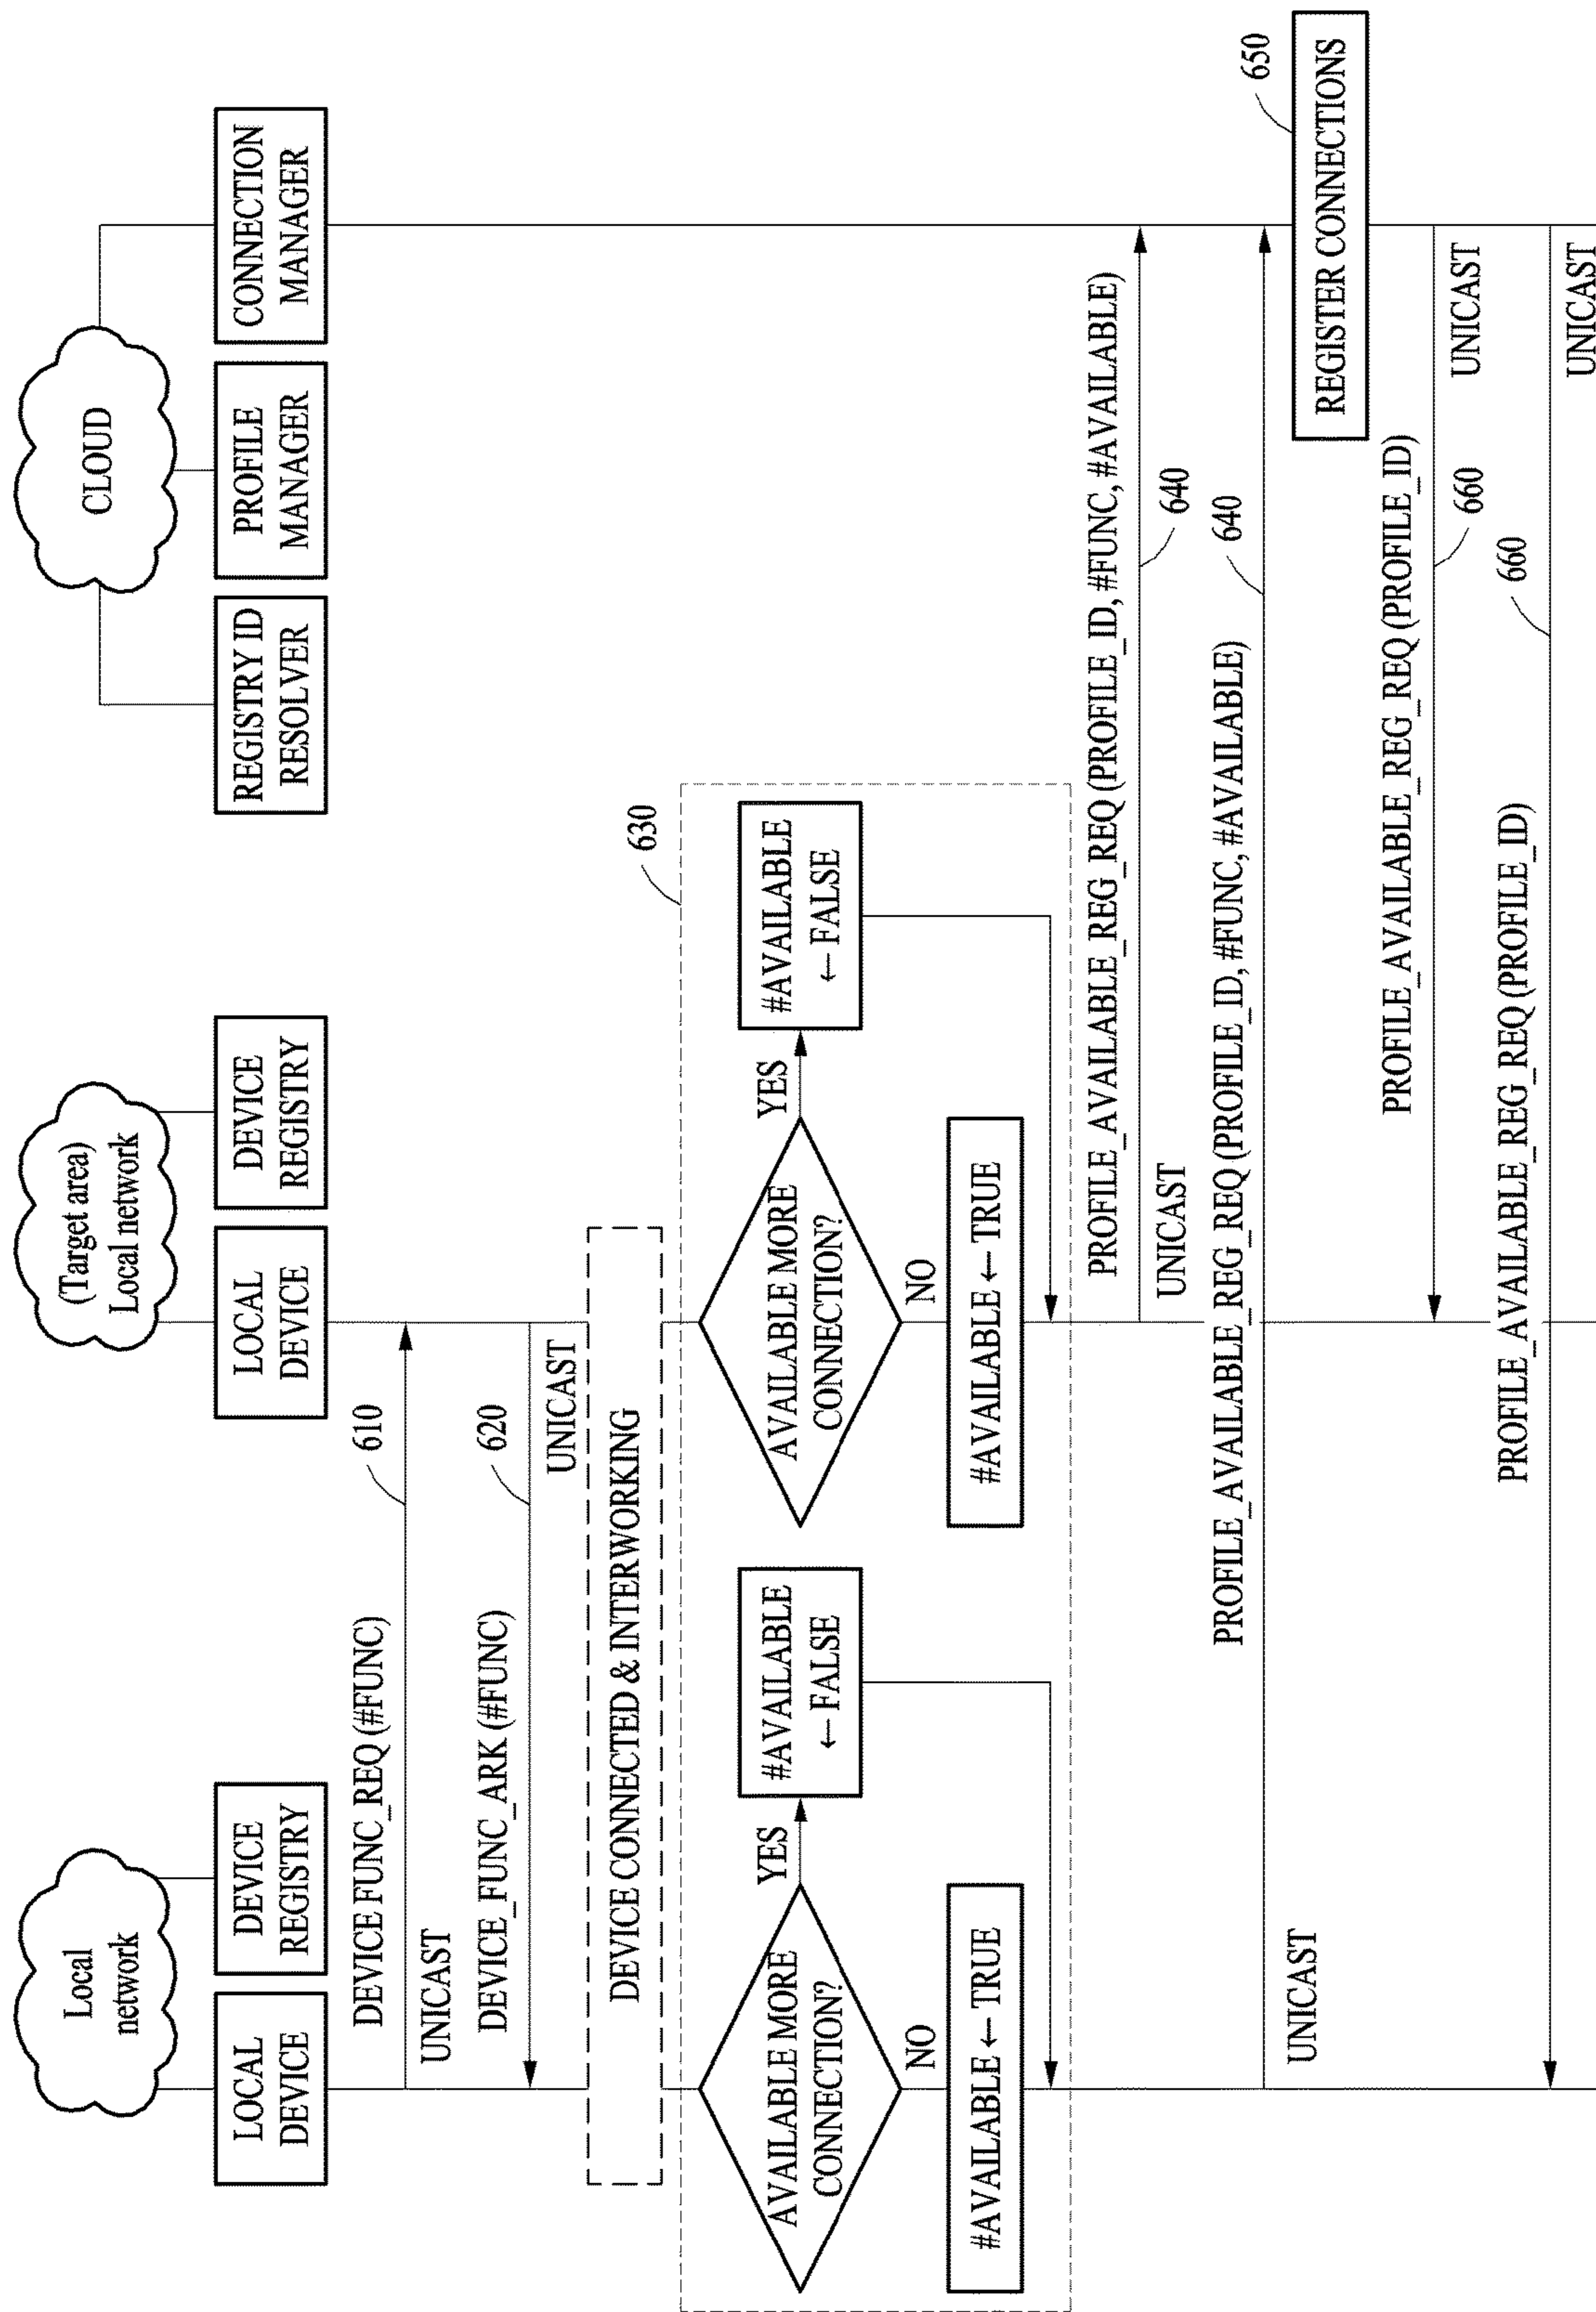 Local
network
(Target area)
Local network
CLOUD
LOCAL
DEVICE
DEVICE
REGISTRY
LOCAL
DEVICE
DEVICE
REGISTRY
REGISTRY ID
RESOLVER
PROFILE
MANAGER
CONNECTION
MANAGER
DEVICE FUNC_REQ (#FUNC)
610
UNICAST
DEVICE_FUNC_ARK (#FUNC)
620
UNICAST
DEVICE CONNECTED & INTERWORKING
630
AVAILABLE MORE
CONNECTION?
YES
#AVAILABLE
← FALSE
NO
#AVAILABLE ← TRUE
AVAILABLE MORE
CONNECTION?
YES
#AVAILABLE
← FALSE
NO
#AVAILABLE ← TRUE
PROFILE_AVAILABLE_REG_REQ (PROFILE_ID, #FUNC, #AVAILABLE)
640
UNICAST
PROFILE_AVAILABLE_REG_REQ (PROFILE_ID, #FUNC, #AVAILABLE)
640
UNICAST
650
REGISTER CONNECTIONS
PROFILE_AVAILABLE_REG_REQ (PROFILE_ID)
660
UNICAST
PROFILE_AVAILABLE_REG_REQ (PROFILE_ID)
660
UNICAST